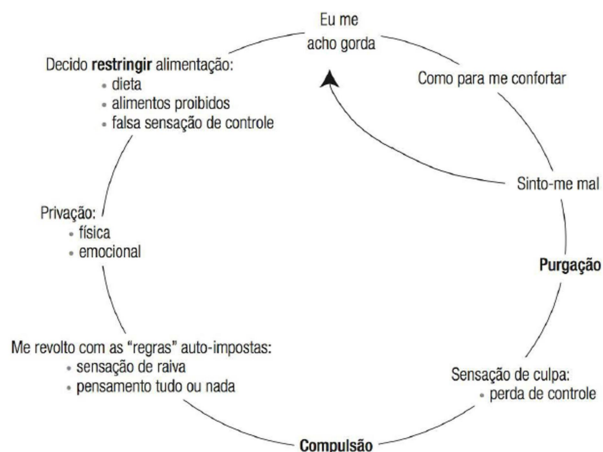 Eu me
acho gorda
Como para me confortar
Sinto-me mal
Purgação
Sensação de culpa:
• perda de controle
Compulsão
Me revolto com as “regras” auto-impostas:
• sensação de raiva
• pensamento tudo ou nada
Privação:
• física
• emocional
Decido restringir alimentação:
• dieta
• alimentos proibidos
• falsa sensação de controle